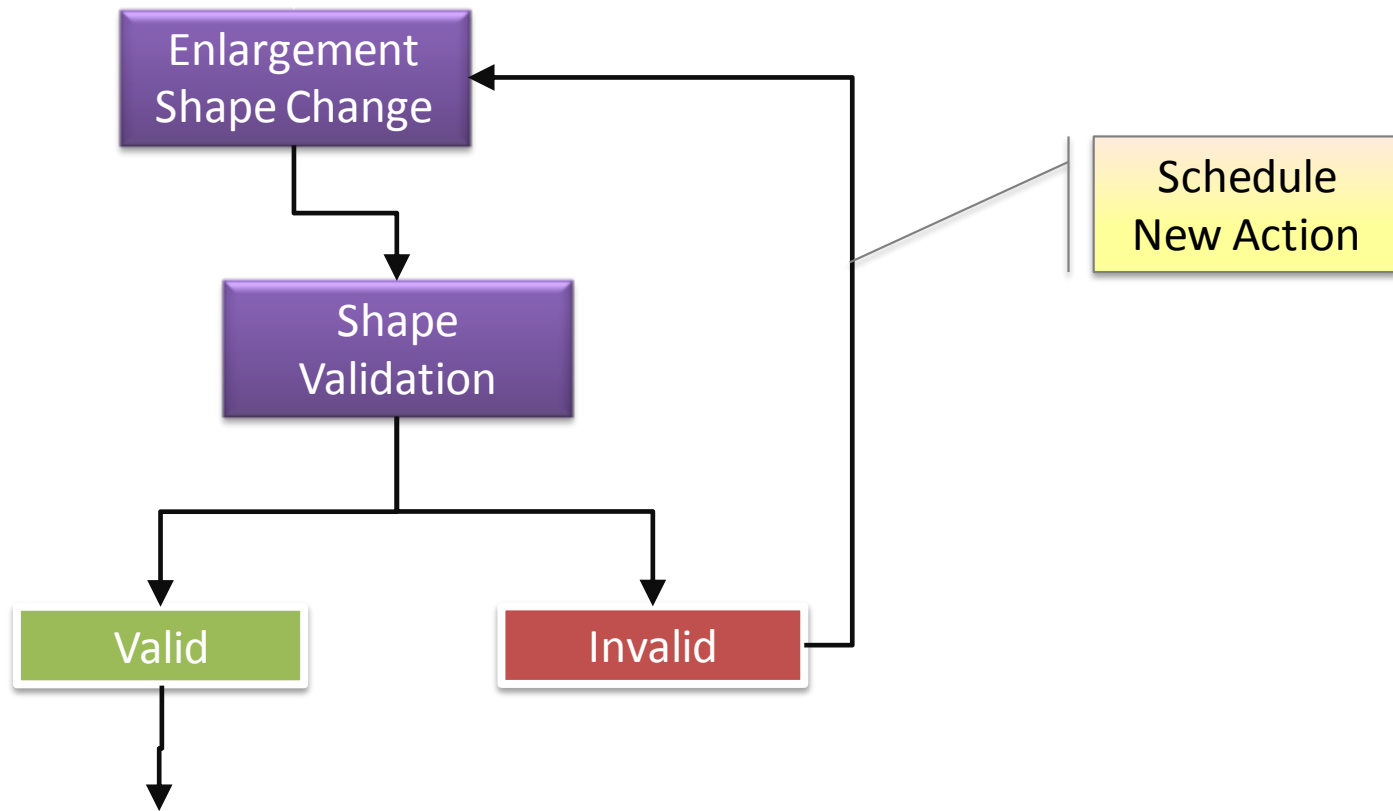 Enlargement
Shape Change
Schedule
New Action
Shape
Validation
Valid
Invalid